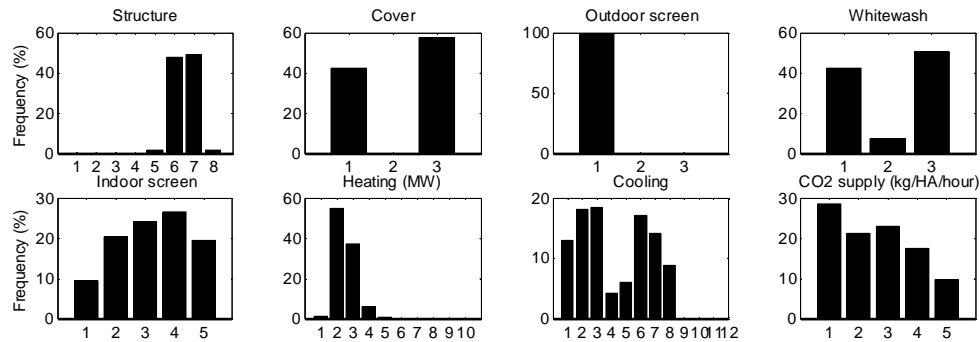 Structure
Cover
Outdoor screen
Whitewash
Frequency (%)
60
40
20
0
1 2 3 4 5 6 7 8
60
40
20
0
1 2 3
100
50
0
1 2 3
60
40
20
0
1 2 3
Indoor screen
Heating (MW)
Cooling
CO2 supply (kg/HA/hour)
Frequency (%)
30
20
10
0
1 2 3 4 5
60
40
20
0
1 2 3 4 5 6 7 8 9 10
20
10
0
1 2 3 4 5 6 7 8 9 10 11 12
30
20
10
0
1 2 3 4 5